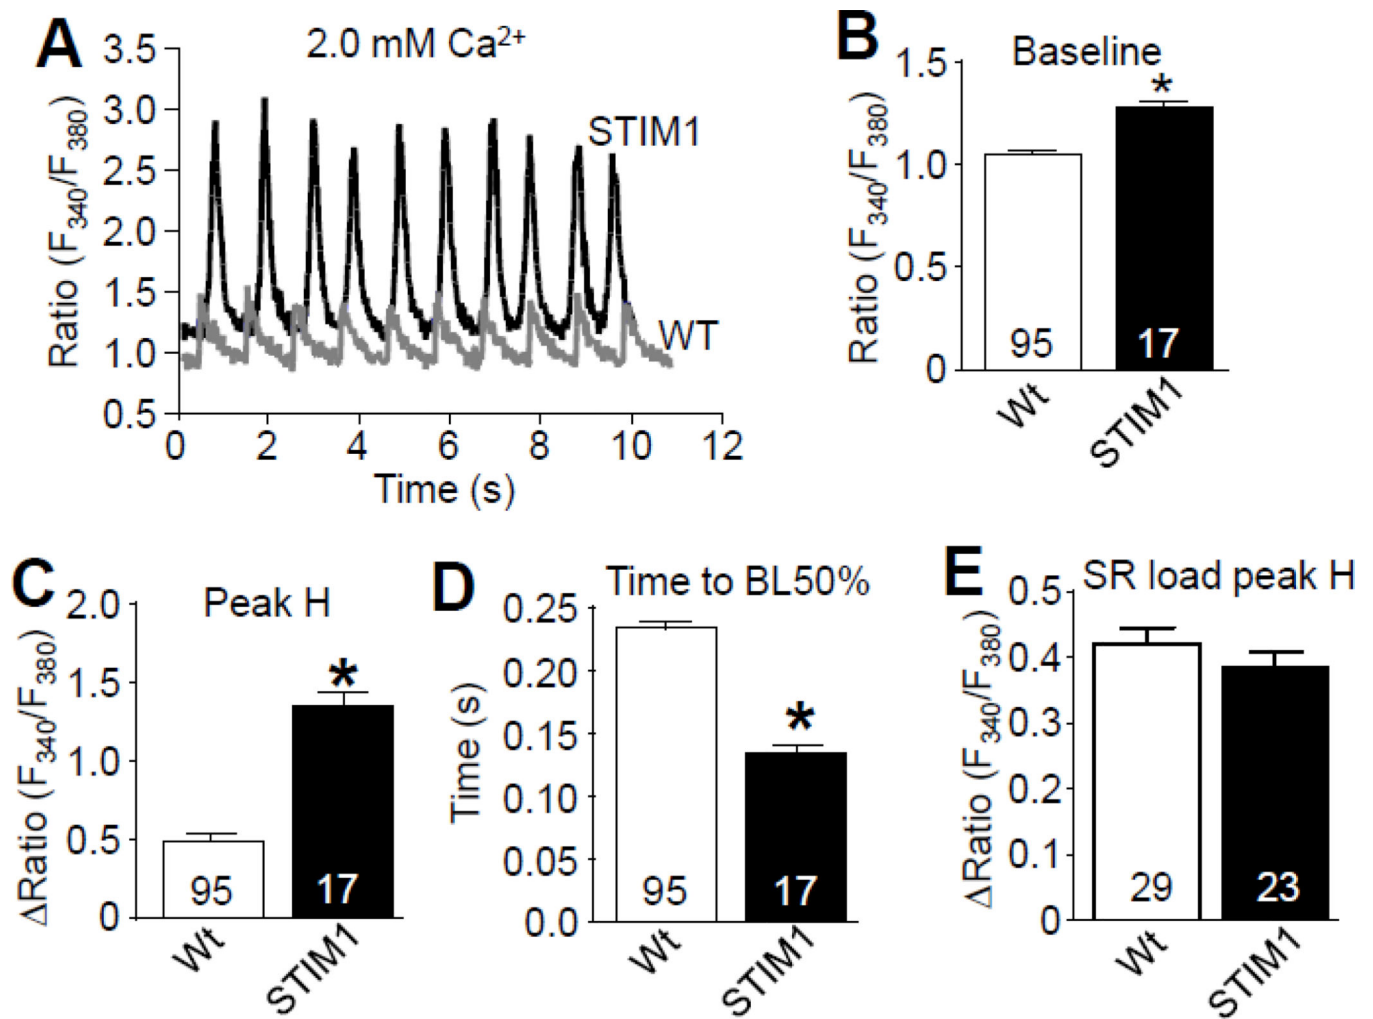 A
2.0 mM Ca²⁺
3.5
3.0
2.5
2.0
1.5
1.0
0.5
Ratio (F₃₄₀/F₃₈₀)
STIM1
WT
0 2 4 6 8 10 12
Time (s)
B
Baseline
1.5
1.0
0.5
0
Ratio (F₃₄₀/F₃₈₀)
*
95 17
Wt STIM1
C
Peak H
2.0
1.5
1.0
0.5
0
ΔRatio (F₃₄₀/F₃₈₀)
*
95 17
Wt STIM1
D
Time to BL50%
0.25
0.20
0.15
0.10
0.05
0.0
Time (s)
*
95 17
Wt STIM1
E
SR load peak H
0.5
0.4
0.3
0.2
0.1
0
ΔRatio (F₃₄₀/F₃₈₀)
29 23
Wt STIM1